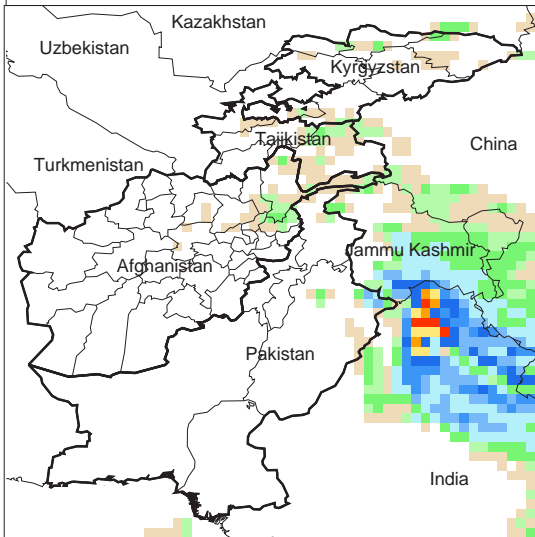 Kazakhstan
Uzbekistan
Kyrgyzstan
Tajikistan
China
Turkmenistan
Jammu Kashmir
Afghanistan
Pakistan
India